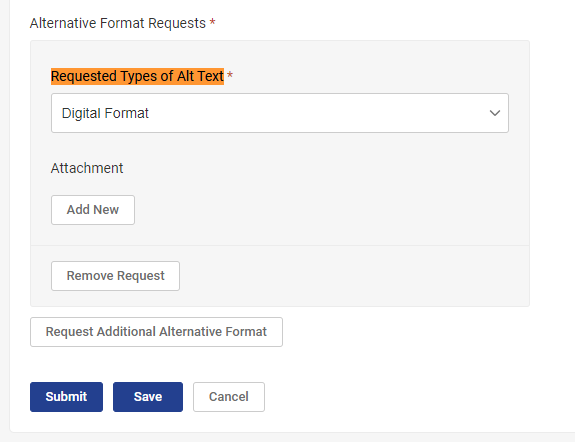 Alternative Format Requests *
Requested Types of Alt Text *
Digital Format
Attachment
Add New
Remove Request
Request Additional Alternative Format
Submit Save Cancel